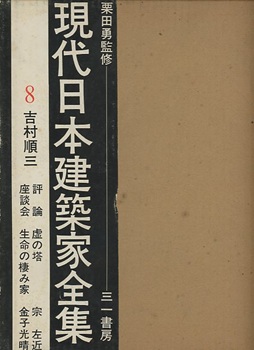 栗田勇監修
現代日本建築家全集
三一書房
8
吉村順三
評論 虚の塔 宗左近
座談会 生命の棲み家 金子光晴